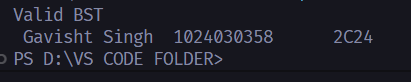 Valid BST
Gavisht Singh  1024030358      2C24
PS D:\VS CODE FOLDER>